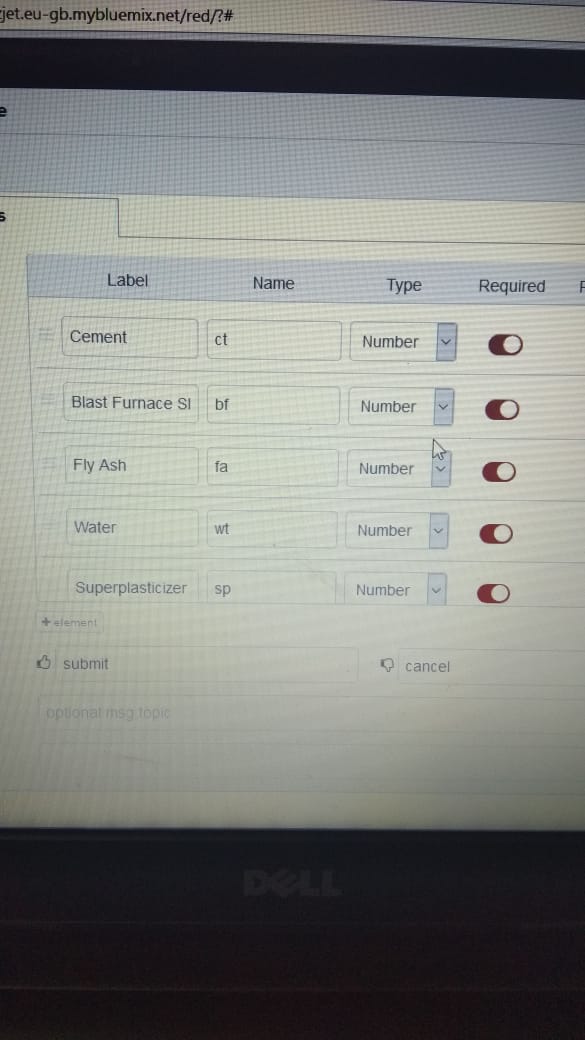 jet.eu-gb.mybluemix.net/red/?#
e
s
Label Name Type Required
Cement ct Number
Blast Furnace Sl bf Number
Fly Ash fa Number
Water wt Number
Superplasticizer sp Number
+ element
submit cancel
optional msg.topic
DELL